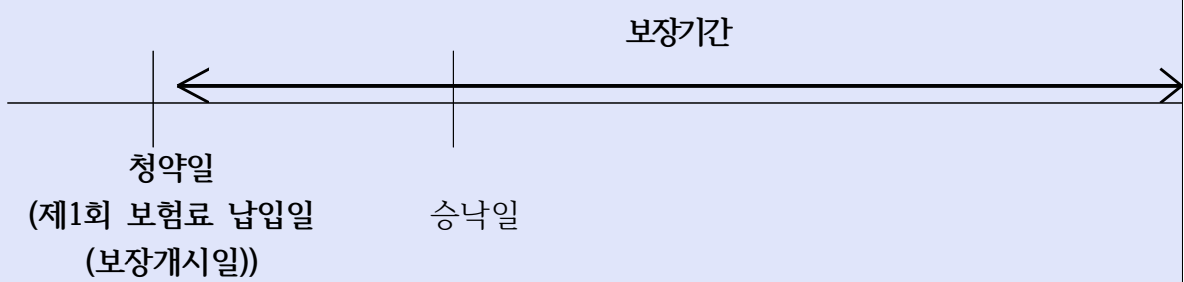 보장기간
청약일
(제1회 보험료 납입일
(보장개시일))
승낙일